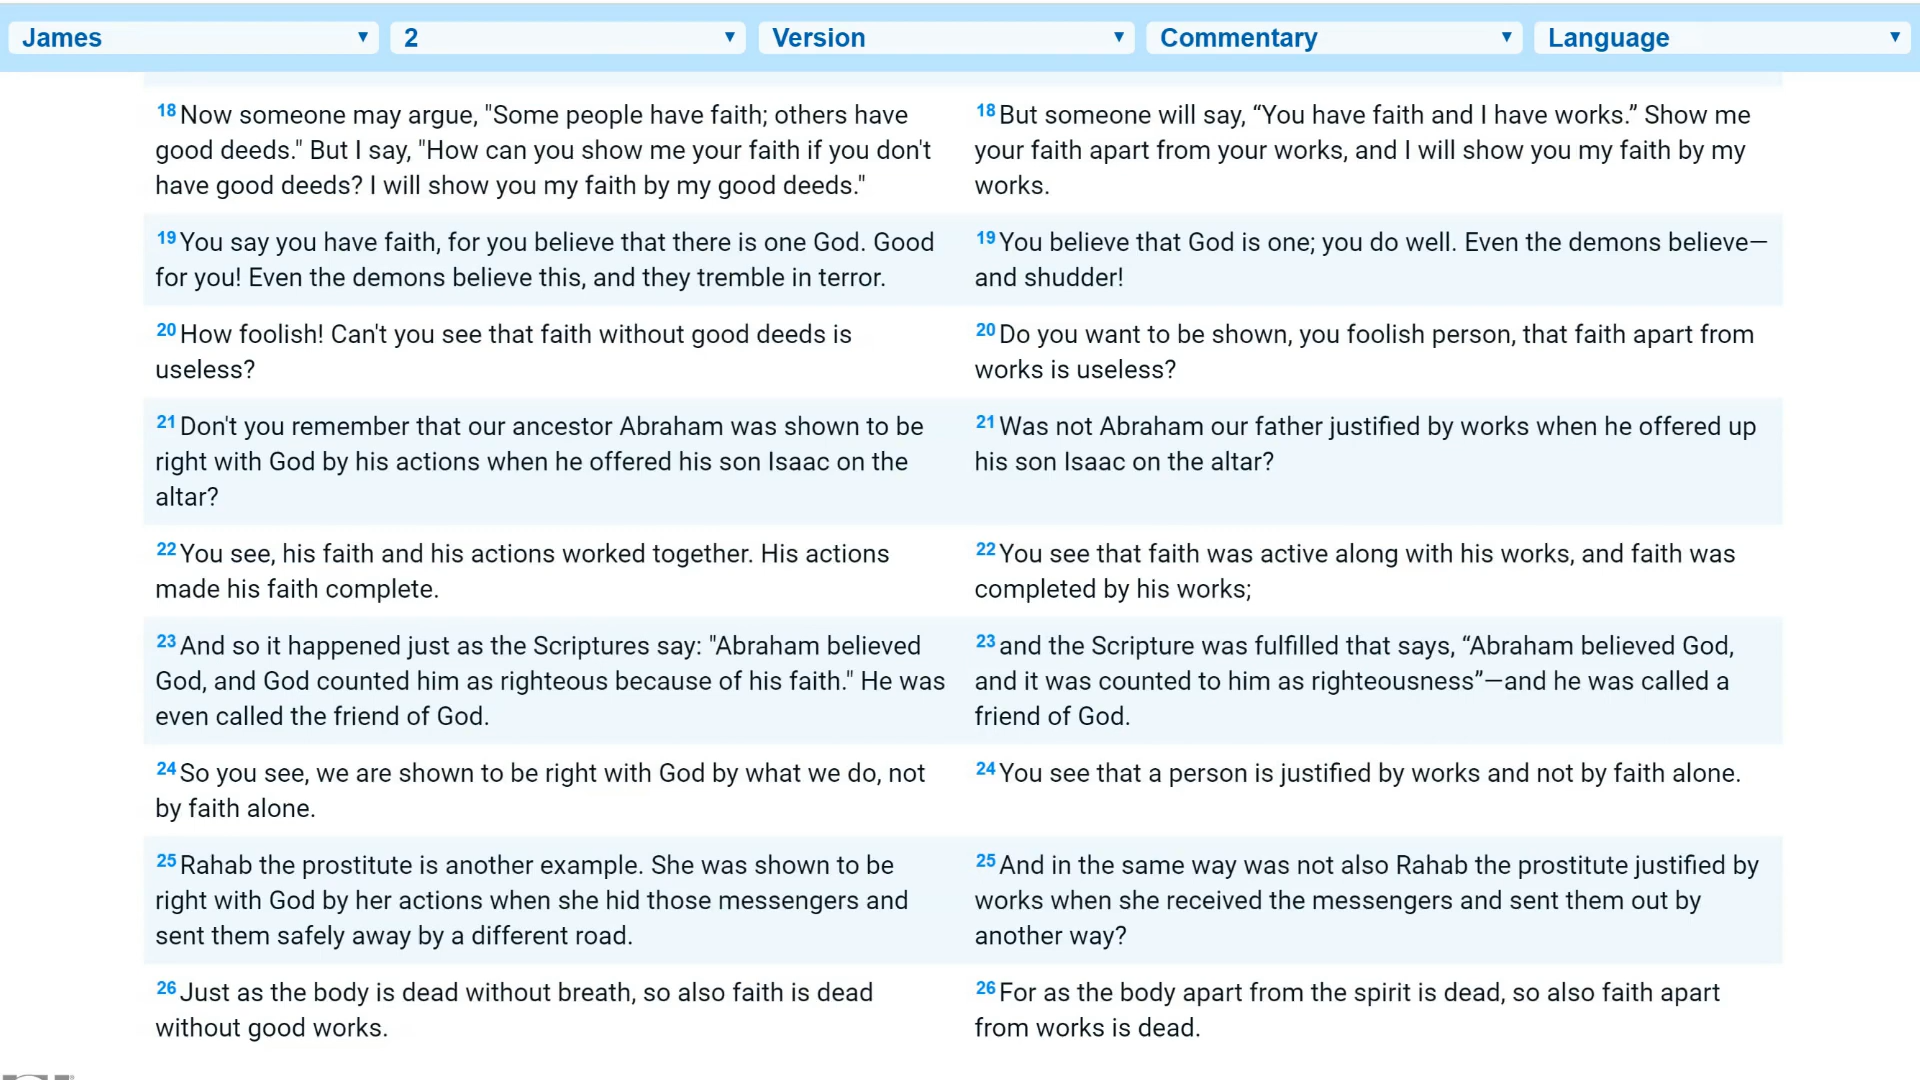 James ▼ 2 ▼ Version ▼ Commentary ▼ Language ▼
18 Now someone may argue, "Some people have faith; others have
good deeds." But I say, "How can you show me your faith if you don't
have good deeds? I will show you my faith by my good deeds."
18 But someone will say, “You have faith and I have works.” Show me
your faith apart from your works, and I will show you my faith by my
works.
19 You say you have faith, for you believe that there is one God. Good
for you! Even the demons believe this, and they tremble in terror.
19 You believe that God is one; you do well. Even the demons believe—
and shudder!
20 How foolish! Can't you see that faith without good deeds is
useless?
20 Do you want to be shown, you foolish person, that faith apart from
works is useless?
21 Don't you remember that our ancestor Abraham was shown to be
right with God by his actions when he offered his son Isaac on the
altar?
21 Was not Abraham our father justified by works when he offered up
his son Isaac on the altar?
22 You see, his faith and his actions worked together. His actions
made his faith complete.
22 You see that faith was active along with his works, and faith was
completed by his works;
23 And so it happened just as the Scriptures say: "Abraham believed
God, and God counted him as righteous because of his faith." He was
even called the friend of God.
23 and the Scripture was fulfilled that says, “Abraham believed God,
and it was counted to him as righteousness”—and he was called a
friend of God.
24 So you see, we are shown to be right with God by what we do, not
by faith alone.
24 You see that a person is justified by works and not by faith alone.
25 Rahab the prostitute is another example. She was shown to be
right with God by her actions when she hid those messengers and
sent them safely away by a different road.
25 And in the same way was not also Rahab the prostitute justified by
works when she received the messengers and sent them out by
another way?
26 Just as the body is dead without breath, so also faith is dead
without good works.
26 For as the body apart from the spirit is dead, so also faith apart
from works is dead.